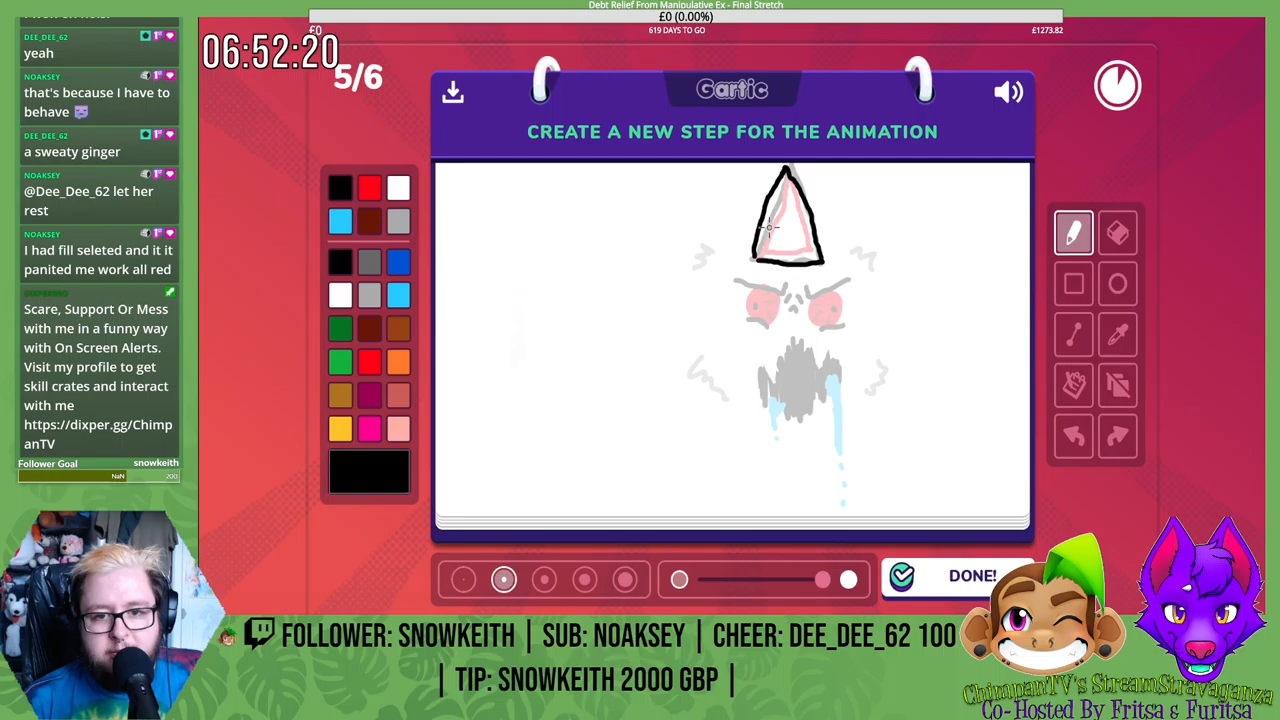 Debt Relief From Manipulative Ex - Final Stretch
£0 (0.00%)
£0
619 DAYS TO GO
£1273.82
06:52:20
5/6
Gartic
CREATE A NEW STEP FOR THE ANIMATION
DEE_DEE_62
yeah
NOAKSEY
that's because I have to
behave
DEE_DEE_62
a sweaty ginger
NOAKSEY
@Dee_Dee_62 let her
rest
NOAKSEY
I had fill seleted and it it
panited me work all red
Scare, Support Or Mess
with me in a funny way
with On Screen Alerts.
Visit my profile to get
skill crates and interact
with me
https://dixper.gg/Chimp
anTV
Follower Goal
snowkeith
NaN
200
DONE!
FOLLOWER: SNOWKEITH | SUB: NOAKSEY | CHEER: DEE_DEE_62 100
| TIP: SNOWKEITH 2000 GBP |
ChimpanTV's StreamStravaganza
Co-Hosted By Fritsa & Furitsa